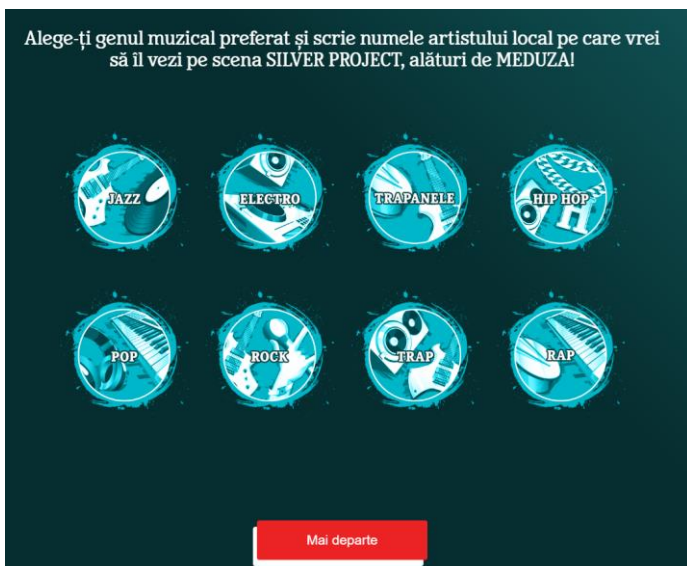 Alege-ți genul muzical preferat și scrie numele artistului local pe care vrei
să îl vezi pe scena SILVER PROJECT, alături de MEDUZA!
JAZZ
ELECTRO
TRAPANELE
HIP HOP
POP
ROCK
TRAP
RAP
Mai departe